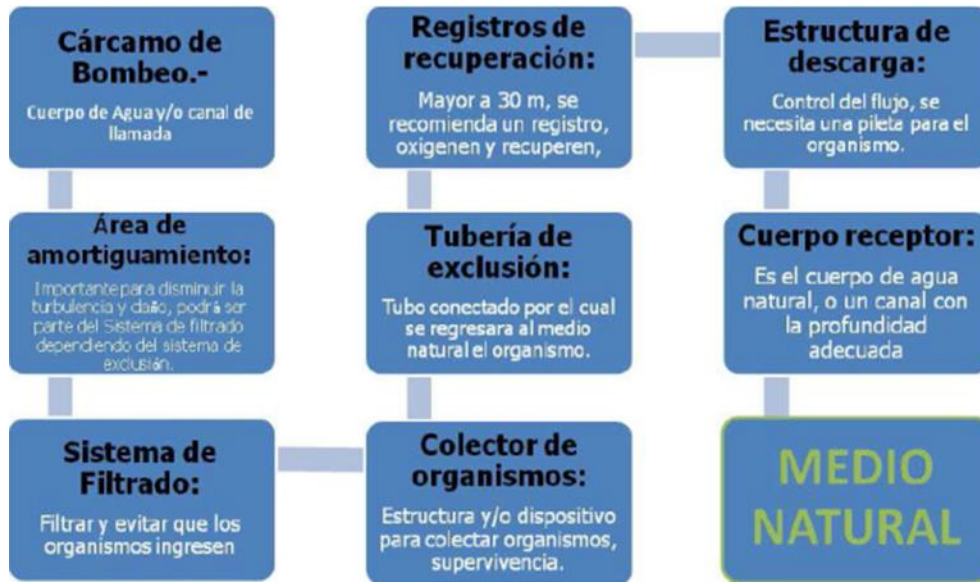 Cárcamo de
Bombeo.-
Cuerpo de Agua y/o canal de
llamada
Área de
amortiguamiento:
Importante para disminuir la
turbulencia y daño, podrá ser
parte del Sistema de filtrado
dependiendo del sistema de
exclusión.
Sistema de
Filtrado:
Filtrar y evitar que los
organismos ingresen
Colector de
organismos:
Estructura y/o dispositivo
para colectar organismos,
supervivencia.
Tubería de
exclusión:
Tubo conectado por el cual
se regresara al medio
natural el organismo.
Registros de
recuperación:
Mayor a 30 m, se
recomienda un registro,
oxigenen y recuperen,
Estructura de
descarga:
Control del flujo, se
necesita una pileta para el
organismo.
Cuerpo receptor:
Es el cuerpo de agua
natural, o un canal con
la profundidad
adecuada
MEDIO
NATURAL